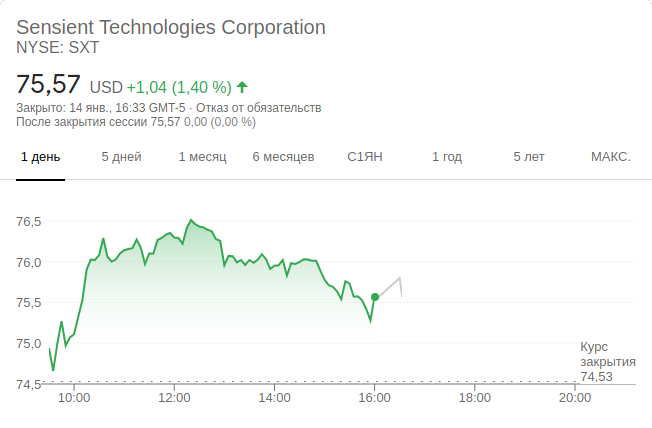 Sensient Technologies Corporation
NYSE: SXT
75,57 USD +1,04 (1,40 %)
Закрыто: 14 янв., 16:33 GMT-5 · Отказ от обязательств
После закрытия сессии 75,57 0,00 (0,00 %)
1 день 5 дней 1 месяц 6 месяцев С1ЯН 1 год 5 лет МАКС.
76,5
76,0
75,5
75,0
74,5
Курс
закрытия
74,53
10:00 12:00 14:00 16:00 18:00 20:00